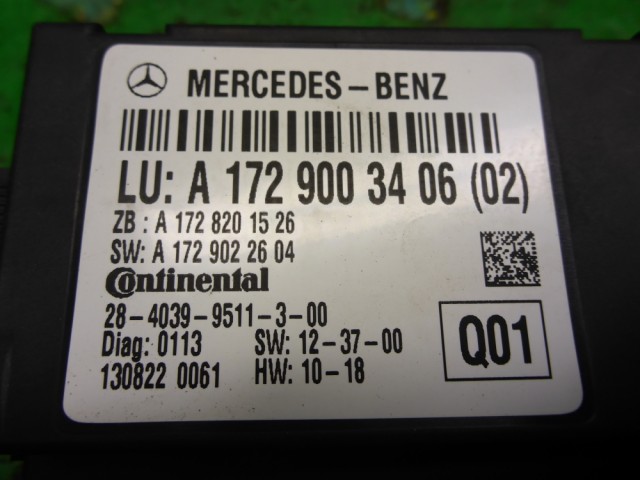 MERCEDES-BENZ
LU: A 172 900 34 06 (02)
ZB : A 172 820 15 26
SW: A 172 902 26 04
Continental
28-4039-9511-3-00
Diag: 0113 SW: 12-37-00
130822 0061 HW: 10-18
Q01